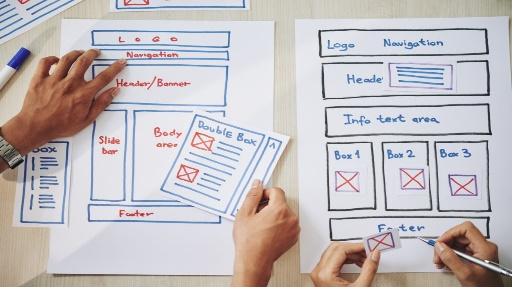 LOGO
Navigation
Header/Banner
Slide bar
Body area
Footer
Box
Double Box
Logo Navigation
Heade
Info text area
Box 1
Box 2
Box 3
Footer